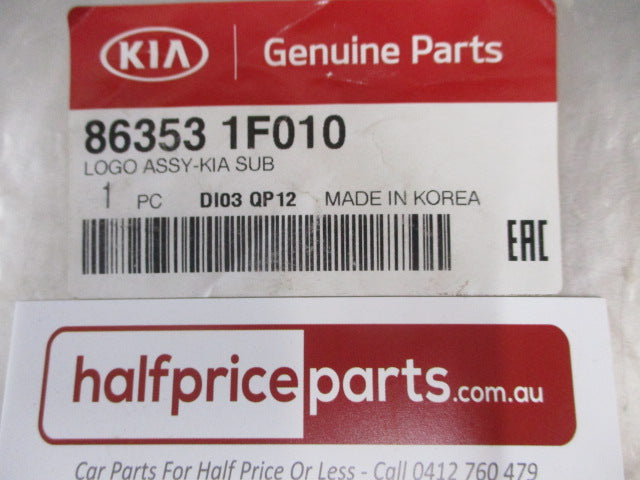 KIA Genuine Parts
86353 1F010
LOGO ASSY-KIA SUB
1 PC DI03 QP12 MADE IN KOREA
EAC
halfpriceparts.com.au
Car Parts For Half Price Or Less - Call 0412 760 479